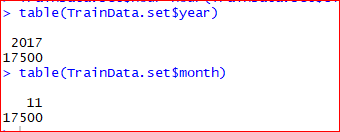 > table(TrainData.set$year)
2017
17500
> table(TrainData.set$month)
11
17500